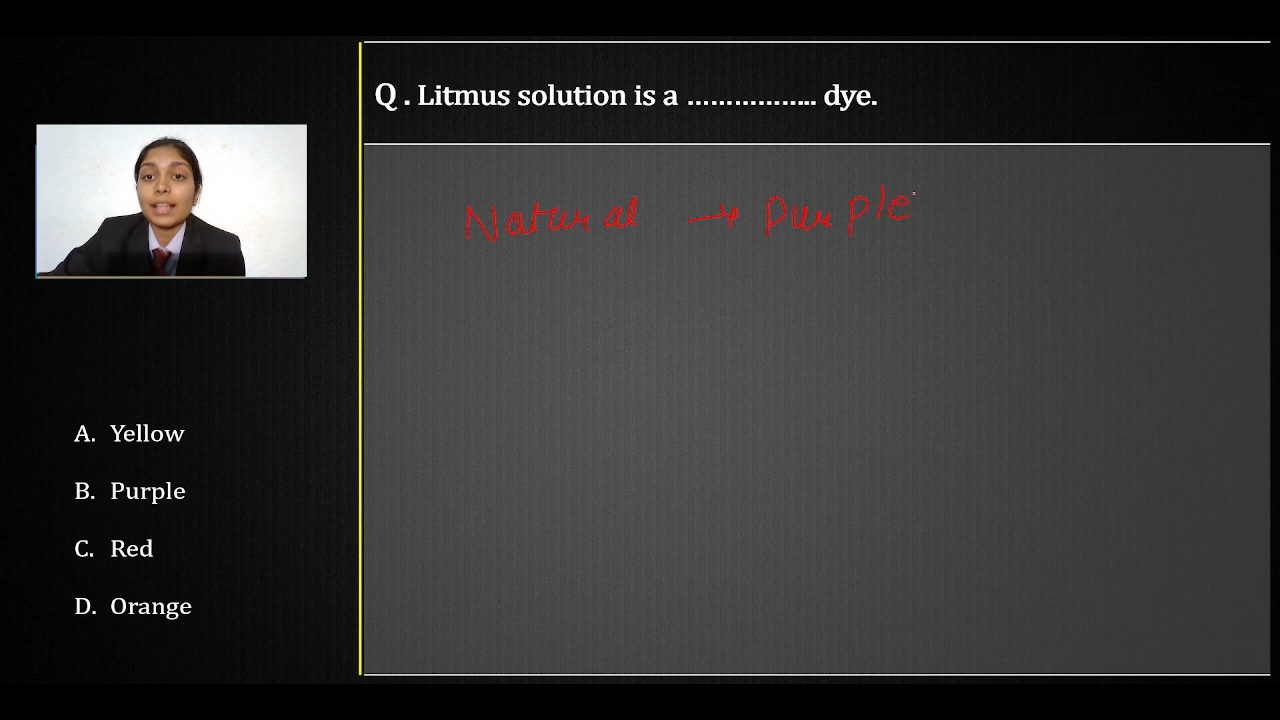 Q . Litmus solution is a ................. dye.
Natural → Purple
A. Yellow
B. Purple
C. Red
D. Orange